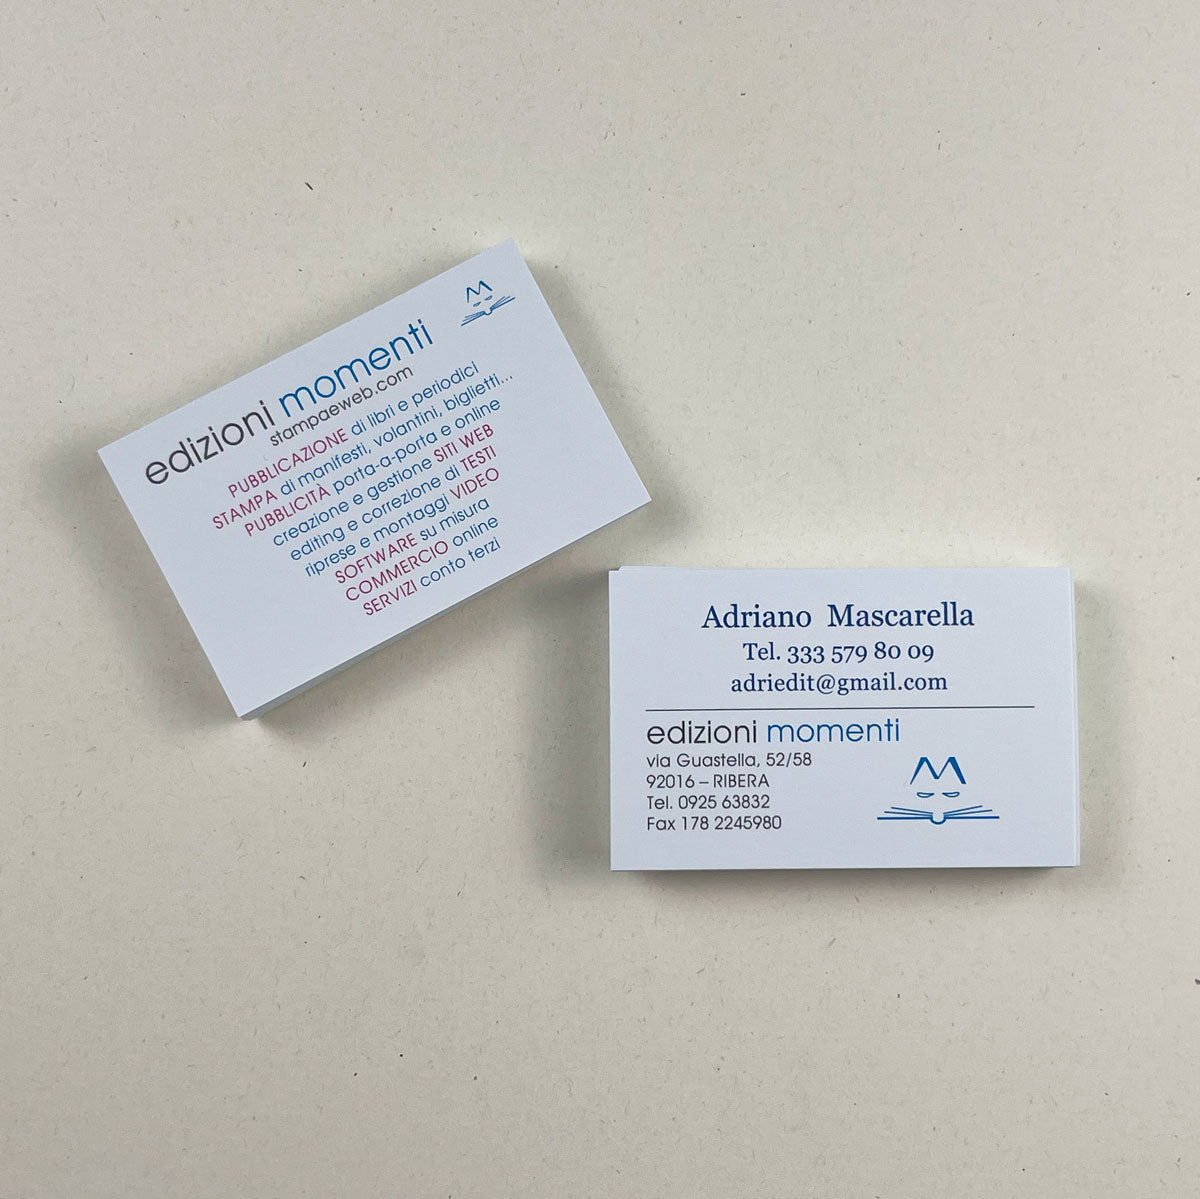 edizioni momenti
stampaeweb.com
PUBBLICAZIONE di libri e periodici
STAMPA di manifesti, volantini, biglietti...
PUBBLICITÀ porta-a-porta e online
creazione e gestione SITI WEB
editing e correzione di TESTI
riprese e montaggi VIDEO
SOFTWARE su misura
COMMERCIO online
SERVIZI conto terzi
Adriano Mascarella
Tel. 333 579 80 09
adriedit@gmail.com
edizioni momenti
via Guastella, 52/58
92016 – RIBERA
Tel. 0925 63832
Fax 178 2245980